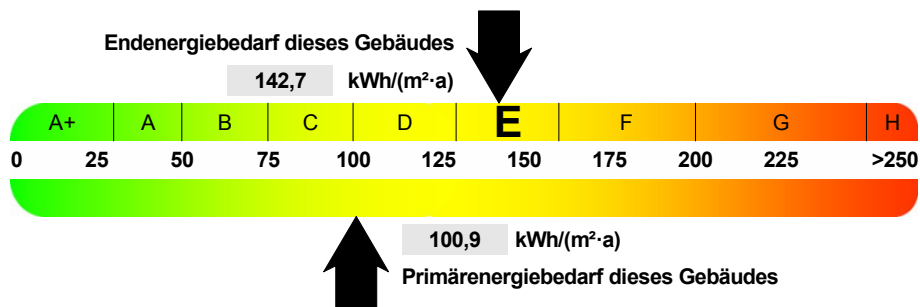 Endenergiebedarf dieses Gebäudes
142,7 kWh/(m²·a)
A+ A B C D E F G H
0 25 50 75 100 125 150 175 200 225 >250
100,9 kWh/(m²·a)
Primärenergiebedarf dieses Gebäudes